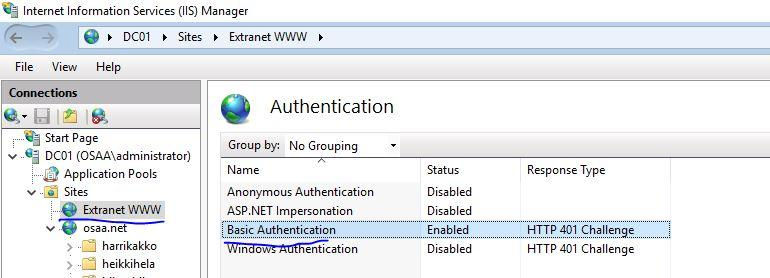 Internet Information Services (IIS) Manager
DC01 Sites Extranet WWW
File View Help
Connections
Start Page
DC01 (OSAA\administrator)
Application Pools
Sites
Extranet WWW
osaa.net
harrikakko
heikkihela
Authentication
Group by: No Grouping
Name Status Response Type
Anonymous Authentication Disabled
ASP.NET Impersonation Disabled
Basic Authentication Enabled HTTP 401 Challenge
Windows Authentication Disabled HTTP 401 Challenge